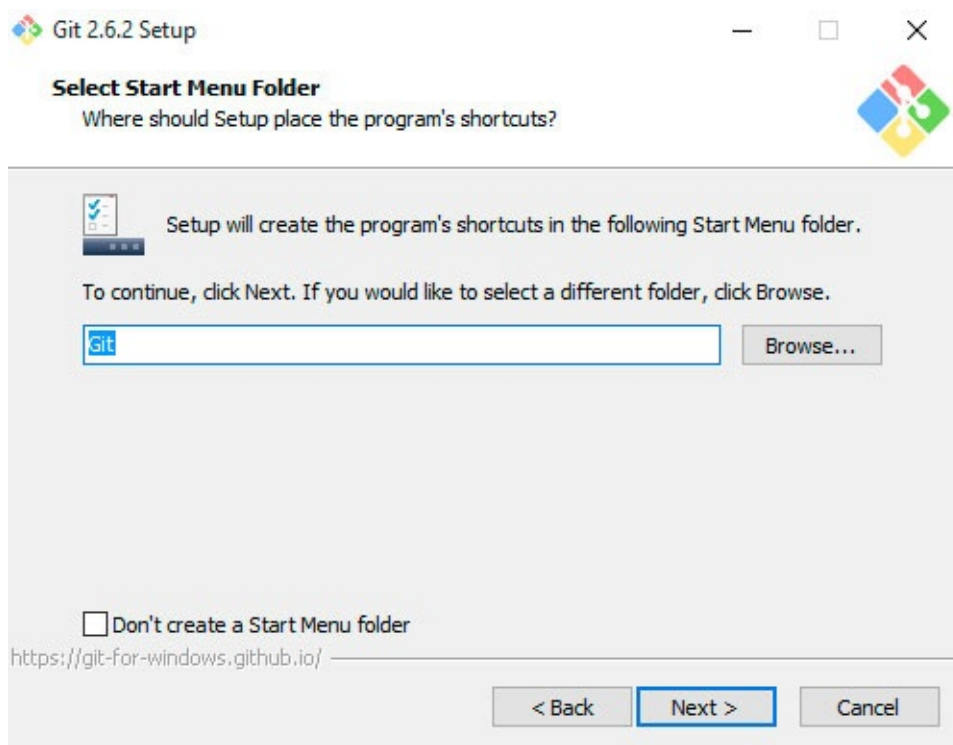 Git 2.6.2 Setup
Select Start Menu Folder
Where should Setup place the program's shortcuts?
Setup will create the program's shortcuts in the following Start Menu folder.
To continue, click Next. If you would like to select a different folder, click Browse.
Git
Browse...
Don't create a Start Menu folder
https://git-for-windows.github.io/
< Back
Next >
Cancel